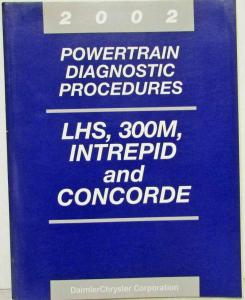 2002
POWERTRAIN
DIAGNOSTIC
PROCEDURES
LHS, 300M,
INTREPID
and
CONCORDE
DaimlerChrysler Corporation